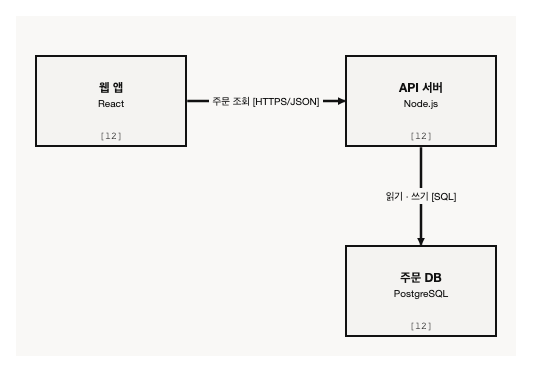 웹 앱
React
[12]
주문 조회 [HTTPS/JSON]
API 서버
Node.js
[12]
읽기 · 쓰기 [SQL]
주문 DB
PostgreSQL
[12]